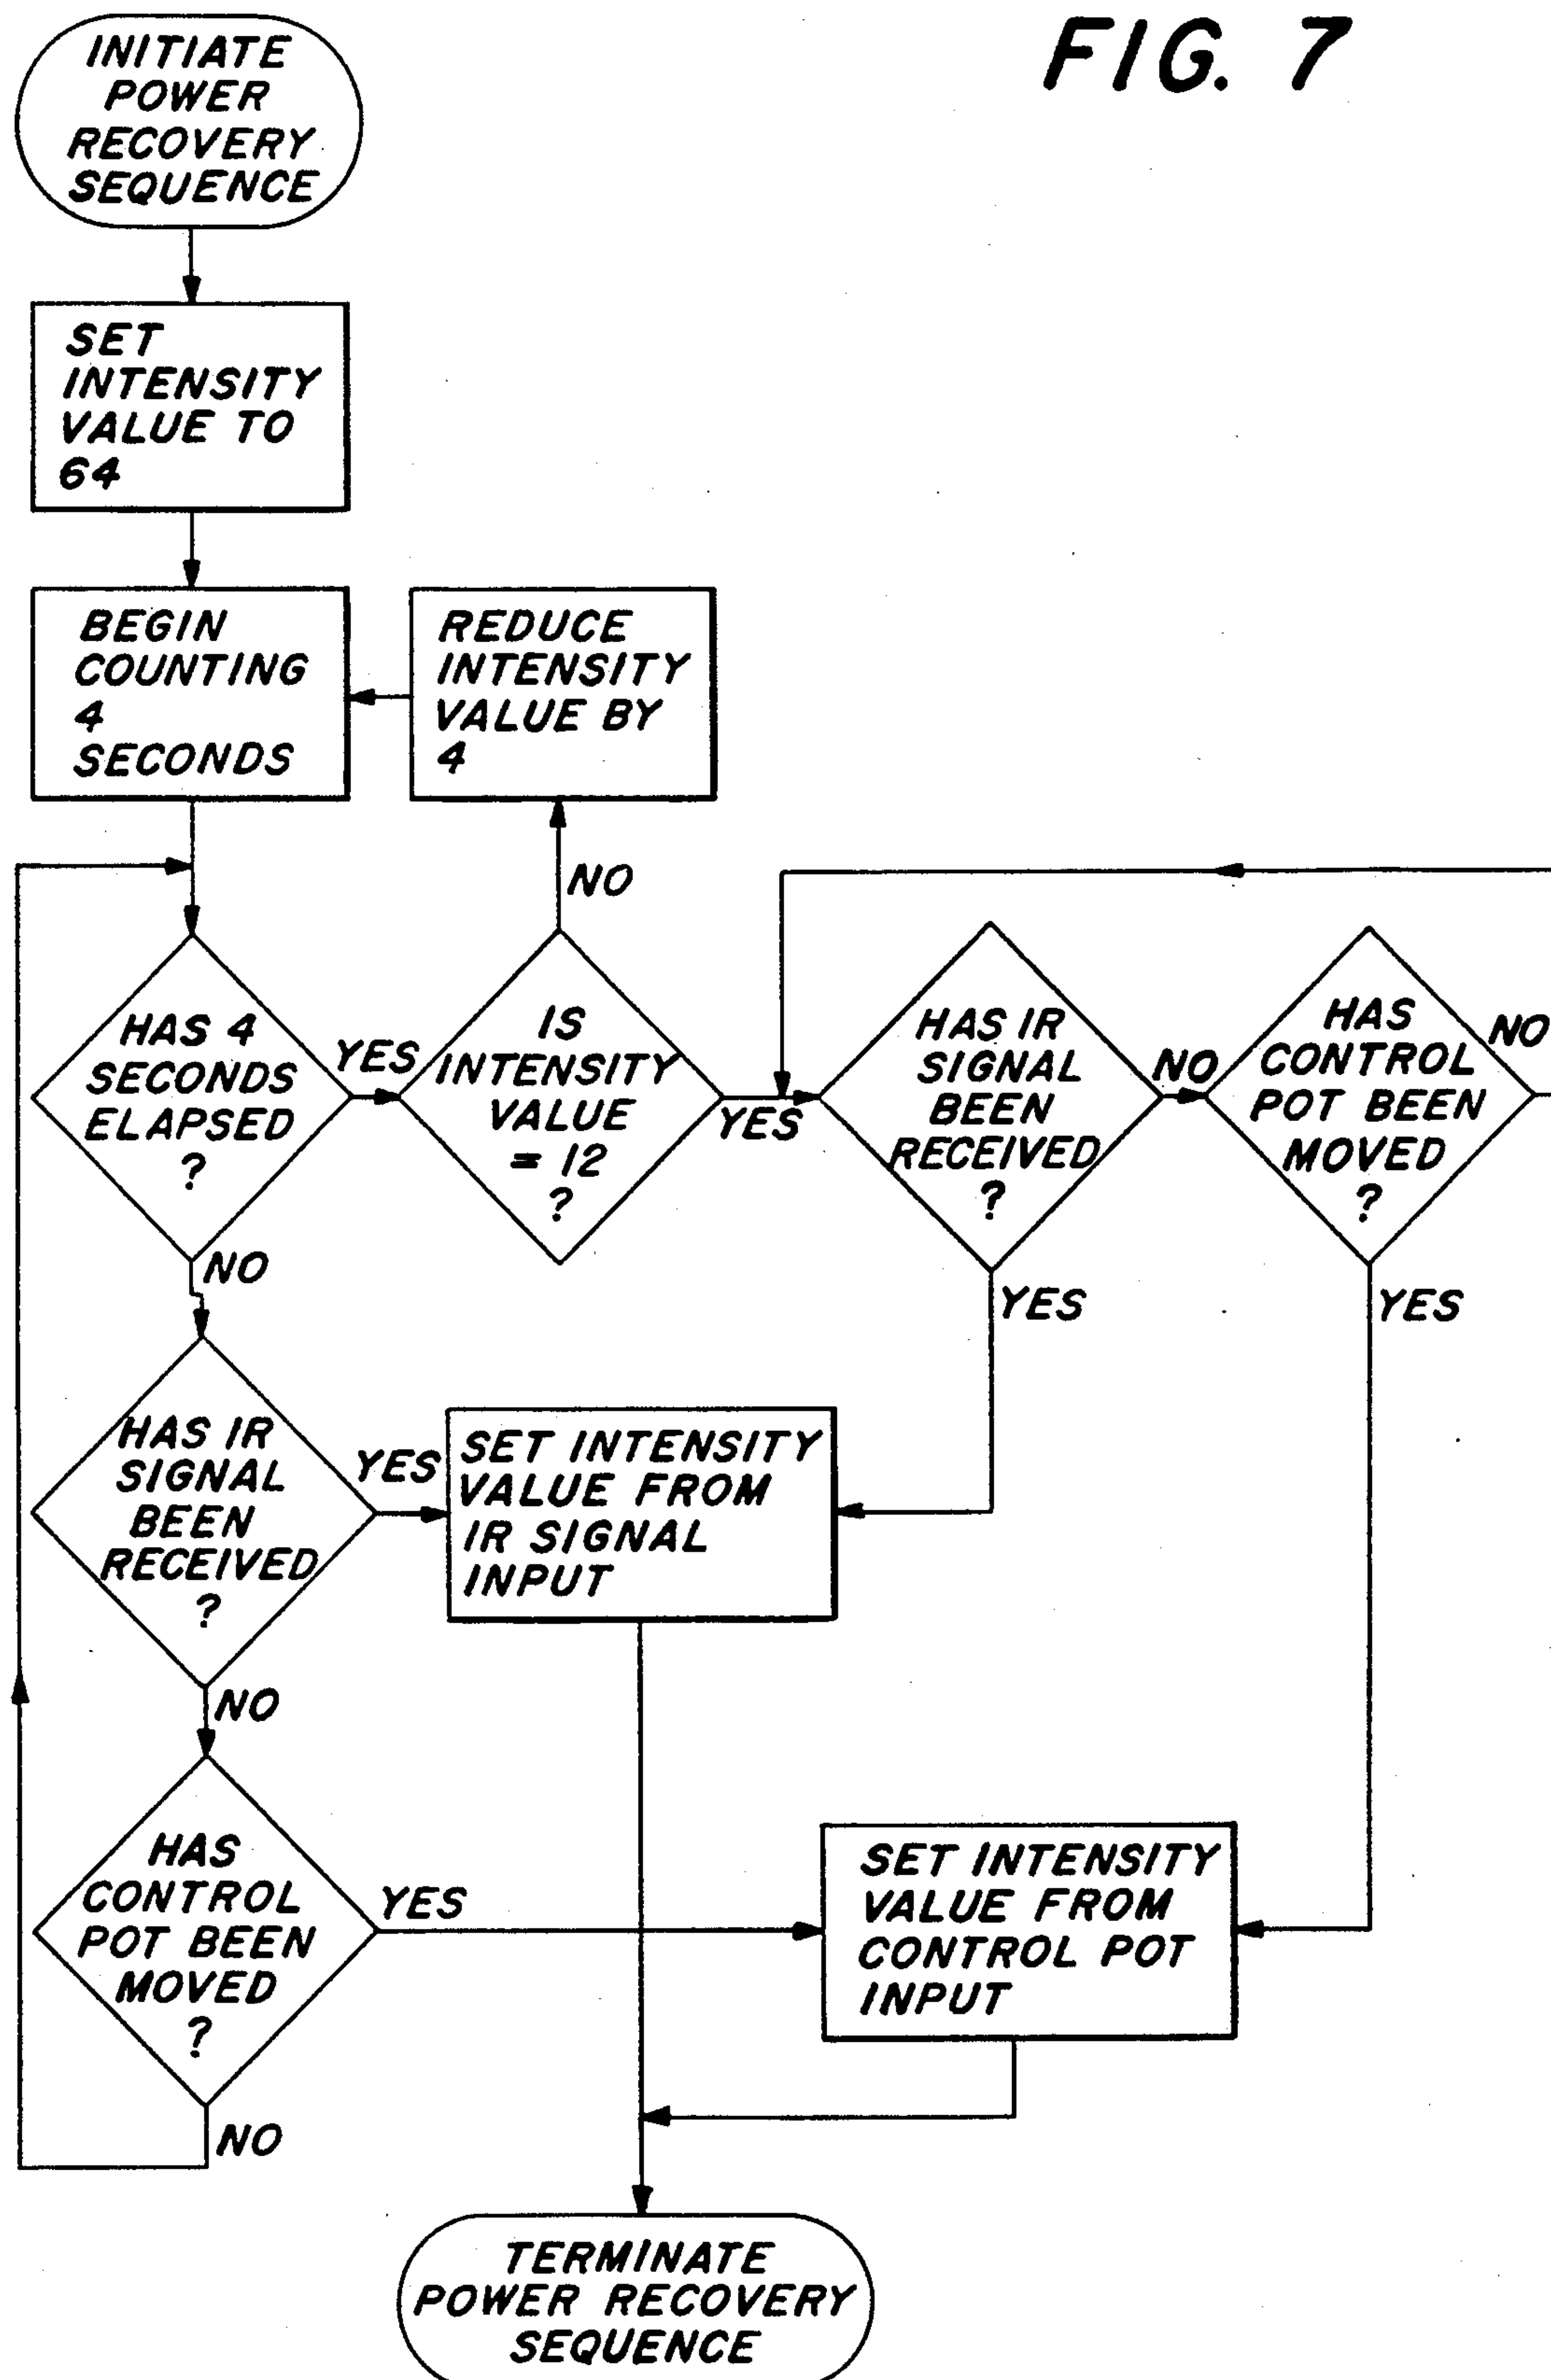 FIG. 7
INITIATE
POWER
RECOVERY
SEQUENCE
SET
INTENSITY
VALUE TO
64
BEGIN
COUNTING
4
SECONDS
REDUCE
INTENSITY
VALUE BY
4
NO
HAS 4
SECONDS
ELAPSED
?
YES
IS
INTENSITY
VALUE
= 12
?
YES
HAS IR
SIGNAL
BEEN
RECEIVED
?
NO
HAS
CONTROL
POT BEEN
MOVED
?
NO
NO
YES
YES
HAS IR
SIGNAL
BEEN
RECEIVED
?
YES
SET INTENSITY
VALUE FROM
IR SIGNAL
INPUT
NO
HAS
CONTROL
POT BEEN
MOVED
?
YES
SET INTENSITY
VALUE FROM
CONTROL POT
INPUT
NO
TERMINATE
POWER RECOVERY
SEQUENCE